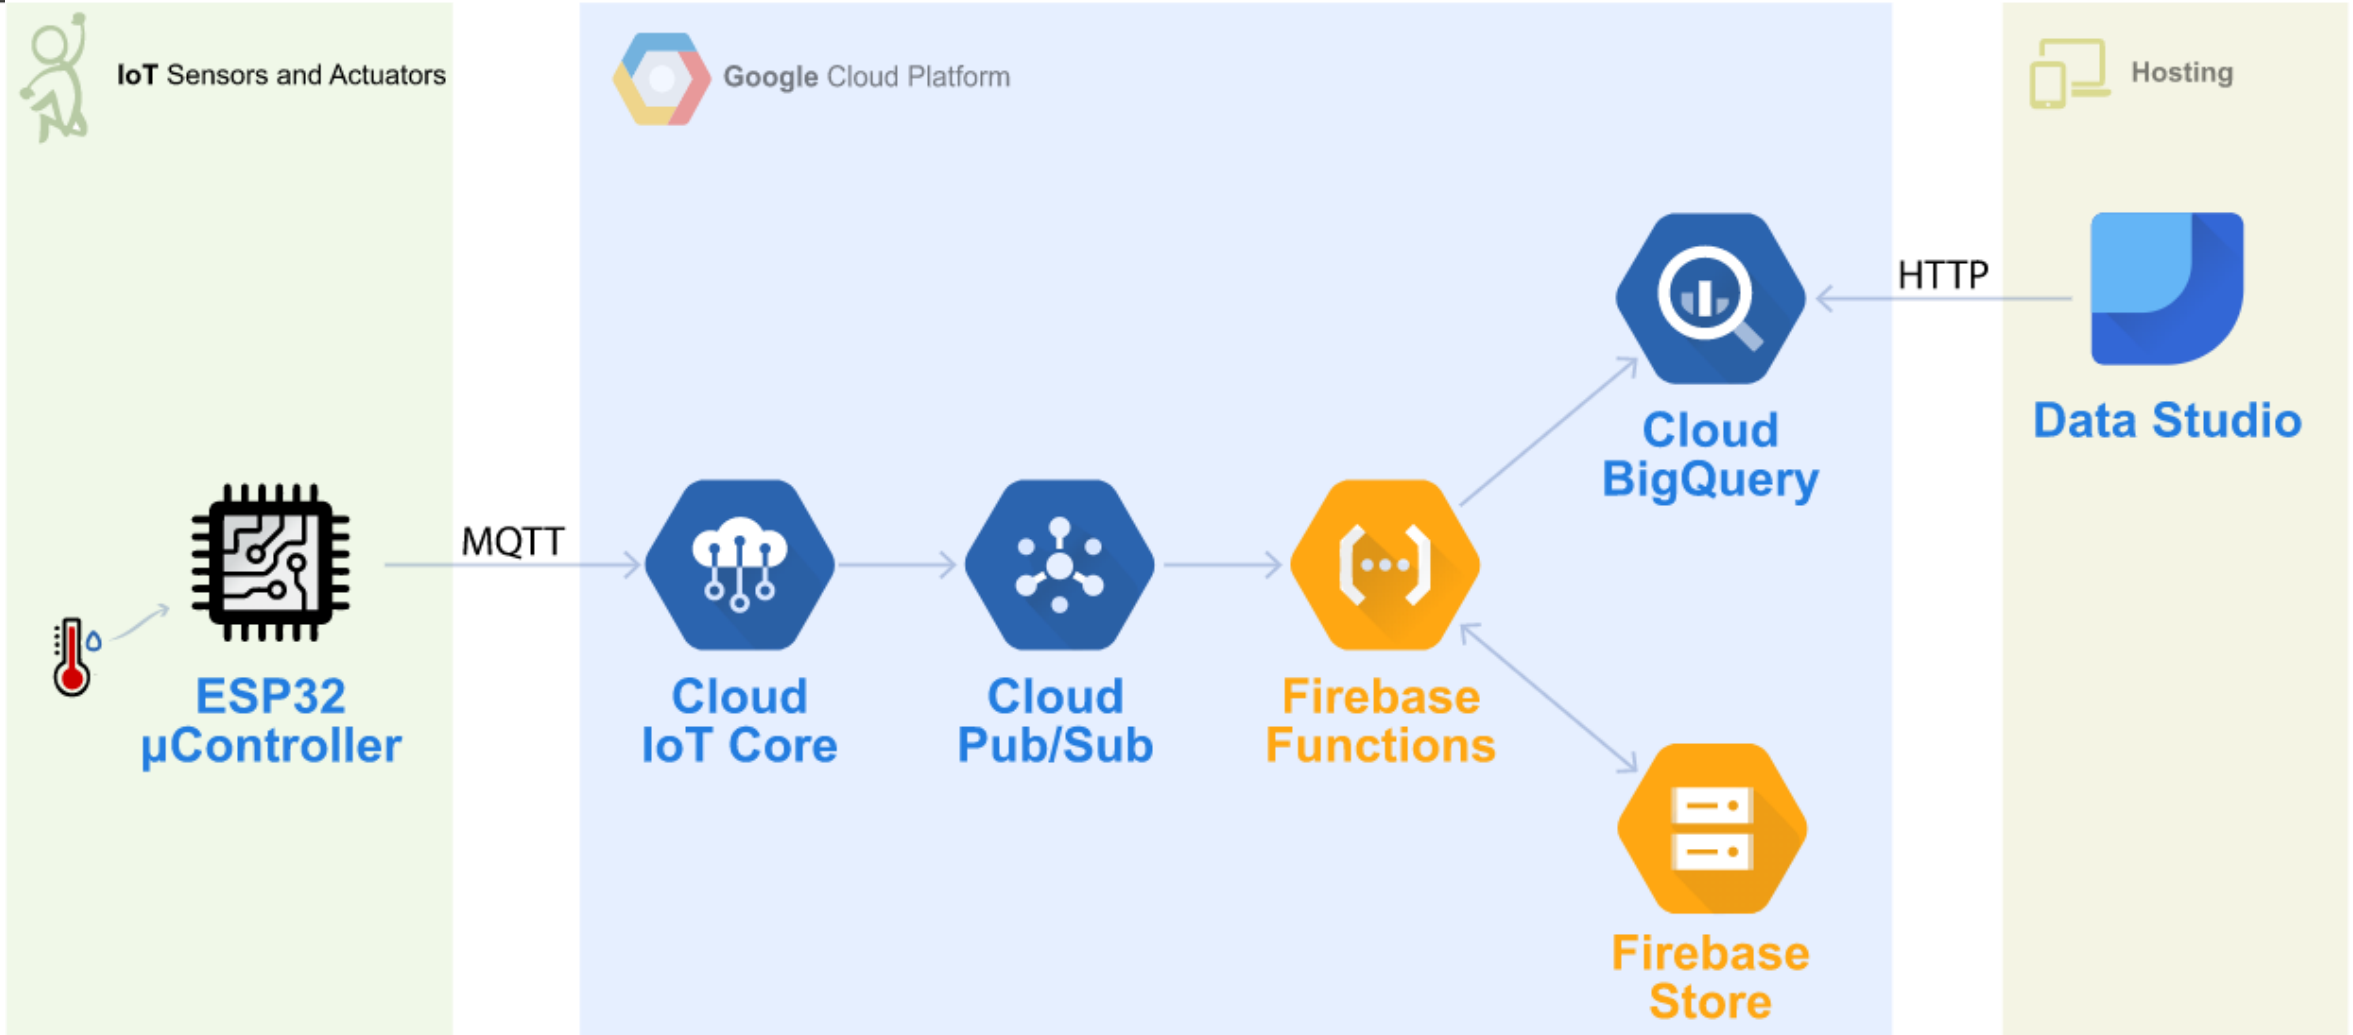 IoT Sensors and Actuators
Google Cloud Platform
Hosting
HTTP
Cloud
BigQuery
Data Studio
MQTT
ESP32
µController
Cloud
IoT Core
Cloud
Pub/Sub
Firebase
Functions
Firebase
Store